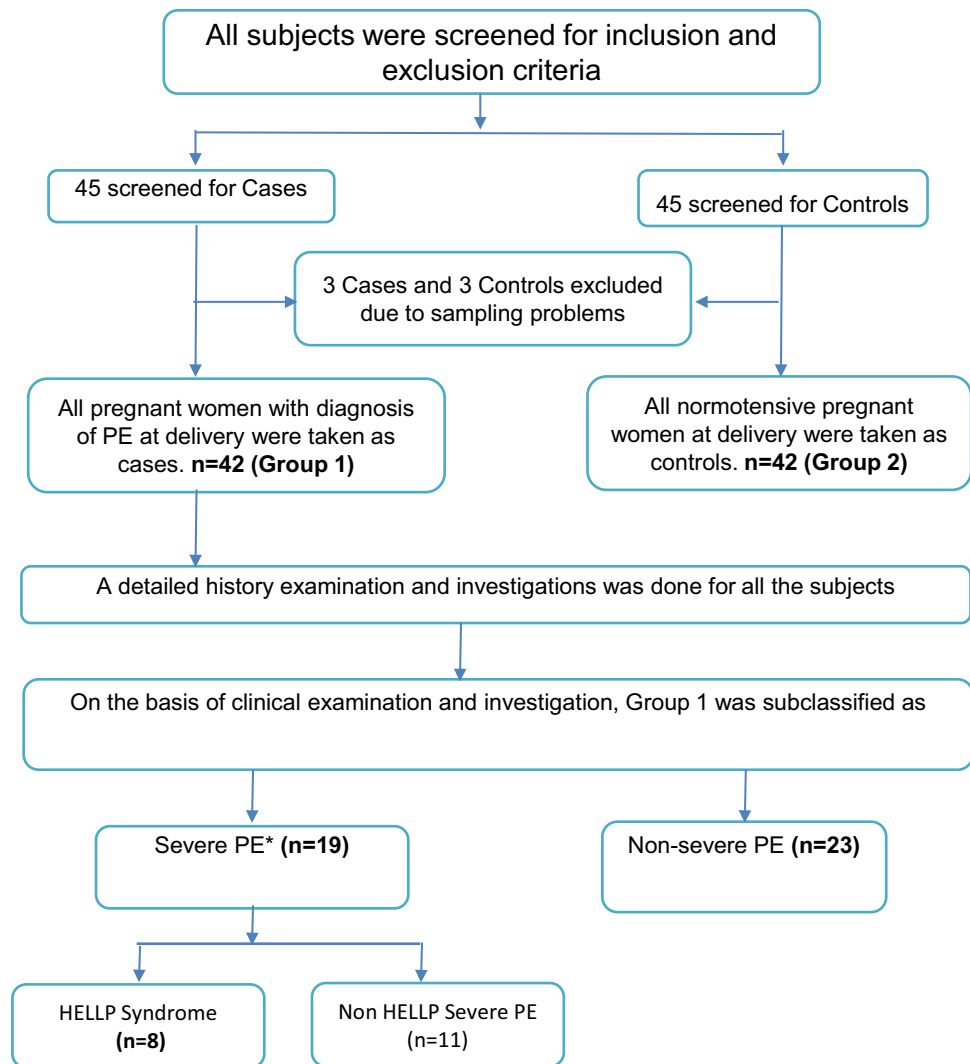 All subjects were screened for inclusion and
exclusion criteria
45 screened for Cases
45 screened for Controls
3 Cases and 3 Controls excluded
due to sampling problems
All pregnant women with diagnosis
of PE at delivery were taken as
cases. n=42 (Group 1)
All normotensive pregnant
women at delivery were taken as
controls. n=42 (Group 2)
A detailed history examination and investigations was done for all the subjects
On the basis of clinical examination and investigation, Group 1 was subclassified as
Severe PE* (n=19)
Non-severe PE (n=23)
HELLP Syndrome
(n=8)
Non HELLP Severe PE
(n=11)